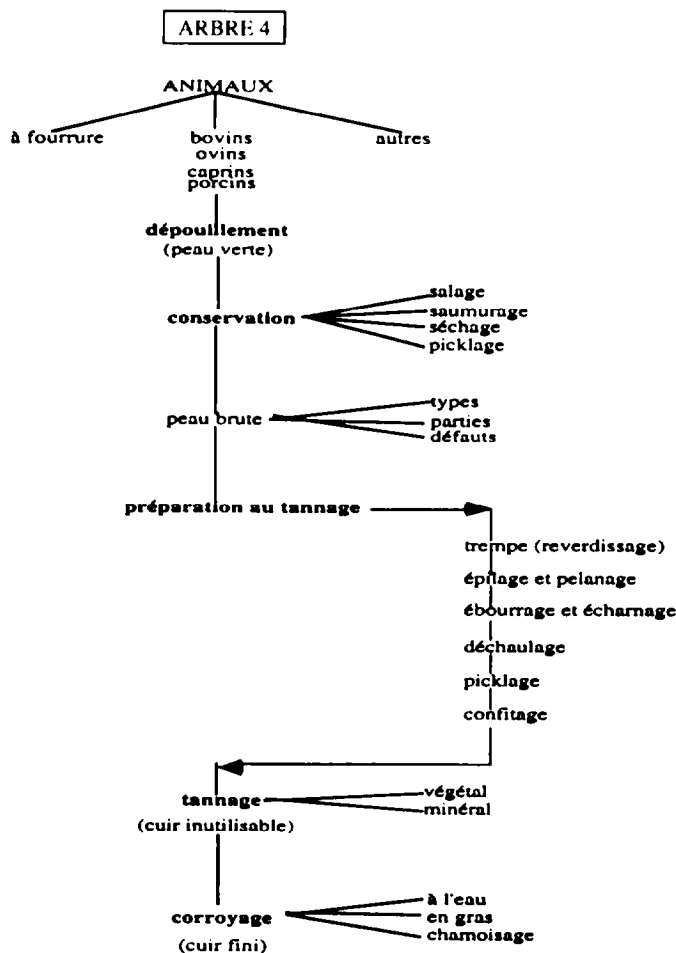 ARBRE 4
ANIMAUX
à fourrure
bovins
autres
ovins
caprins
porcins
dépouillement
(peau verte)
conservation
salage
saumurage
séchage
picklage
peau brute
types
parties
défauts
préparation au tannage
trempe (reverdissage)
épilage et pelanage
ébourrage et écharnage
déchaulage
picklage
confitage
tannage
végétal
minéral
(cuir inutilisable)
corroyage
à l'eau
en gras
chamoisage
(cuir fini)